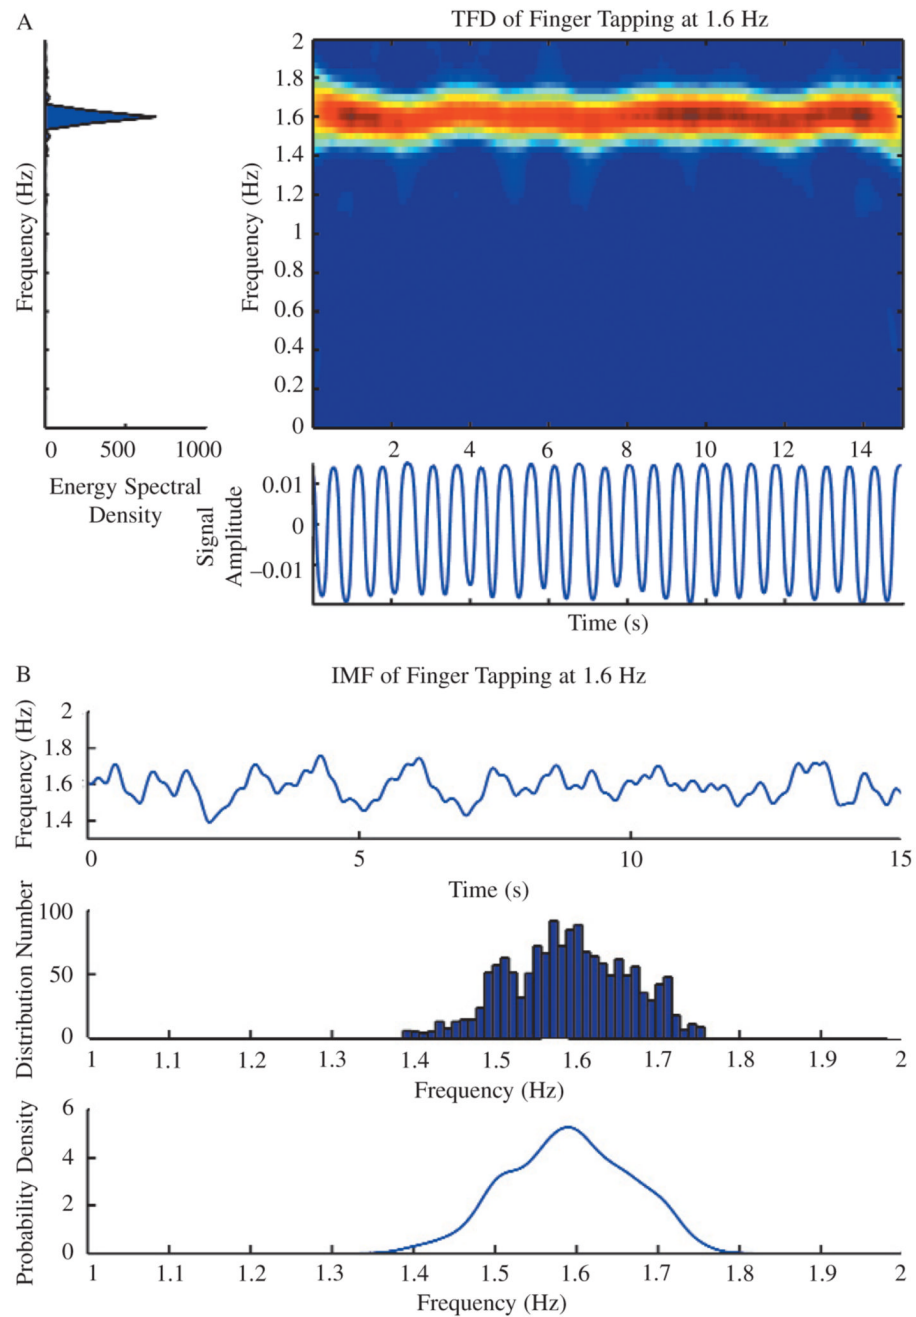 A
TFD of Finger Tapping at 1.6 Hz
Frequency (Hz)
0 500 1000
Energy Spectral
Density
Frequency (Hz)
2
1.8
1.6
1.4
1.2
1
0.8
0.6
0.4
0.2
0
2 4 6 8 10 12 14
Signal
Amplitude
0.01
0
−0.01
Time (s)
B
IMF of Finger Tapping at 1.6 Hz
Frequency (Hz)
2
1.8
1.6
1.4
0 5 10 15
Time (s)
Distribution Number
100
50
0
1 1.1 1.2 1.3 1.4 1.5 1.6 1.7 1.8 1.9 2
Frequency (Hz)
Probability Density
6
4
2
0
1 1.1 1.2 1.3 1.4 1.5 1.6 1.7 1.8 1.9 2
Frequency (Hz)